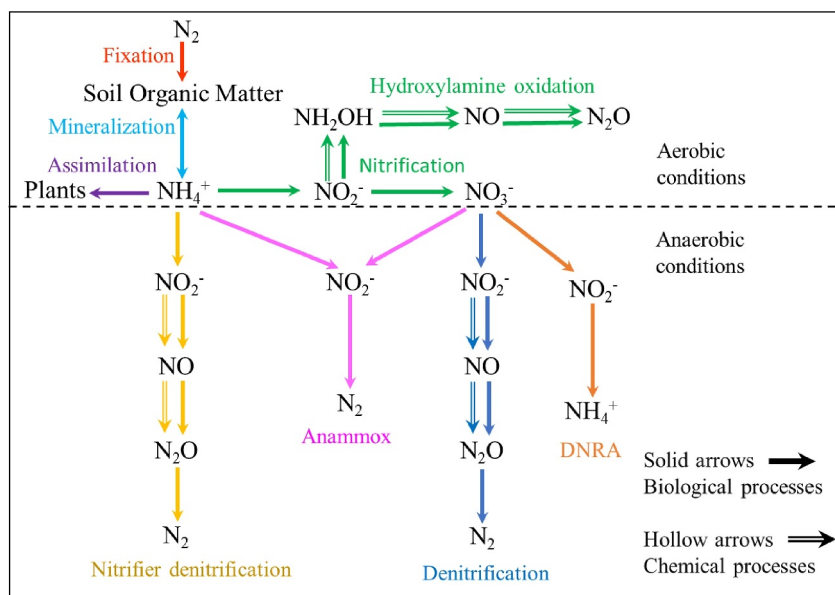 N₂
Fixation
Soil Organic Matter
Hydroxylamine oxidation
NH₂OH NO N₂O
Mineralization
Assimilation
Nitrification
Aerobic
conditions
Plants NH₄⁺ NO₂⁻ NO₃⁻
Anaerobic
conditions
NO₂⁻ NO₂⁻ NO₂⁻ NO₂⁻
NO NO
N₂ NH₄⁺
Anammox
N₂O N₂O DNRA
Solid arrows
Biological processes
N₂ N₂
Hollow arrows
Chemical processes
Nitrifier denitrification Denitrification